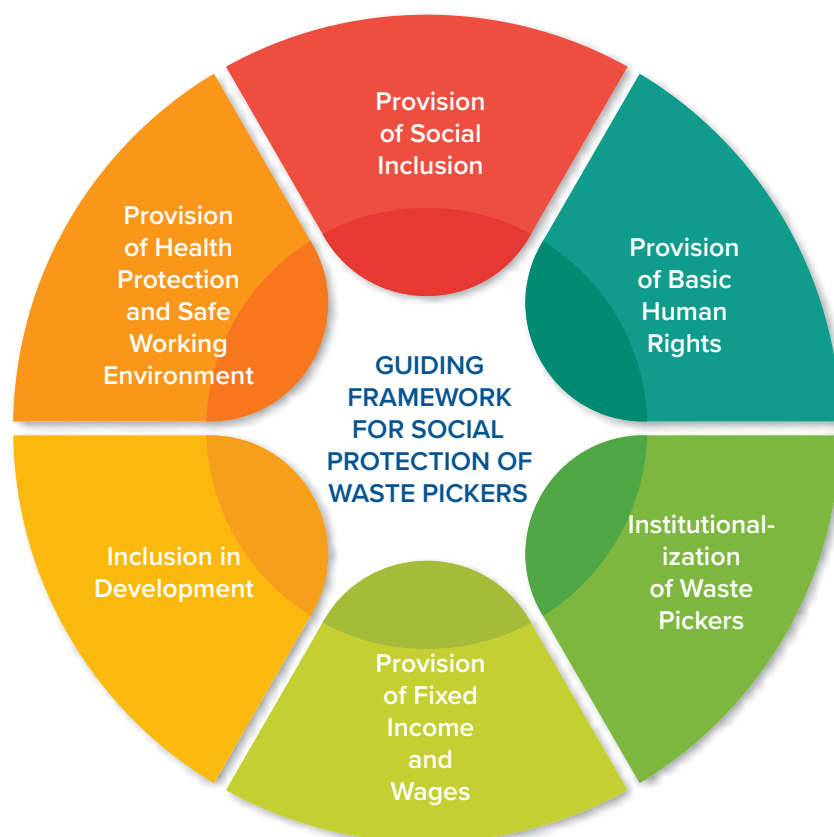 Provision
of Social
Inclusion
Provision
of Basic
Human
Rights
Institutional-
ization
of Waste
Pickers
Provision
of Fixed
Income
and
Wages
Inclusion in
Development
Provision
of Health
Protection
and Safe
Working
Environment
GUIDING
FRAMEWORK
FOR SOCIAL
PROTECTION OF
WASTE PICKERS